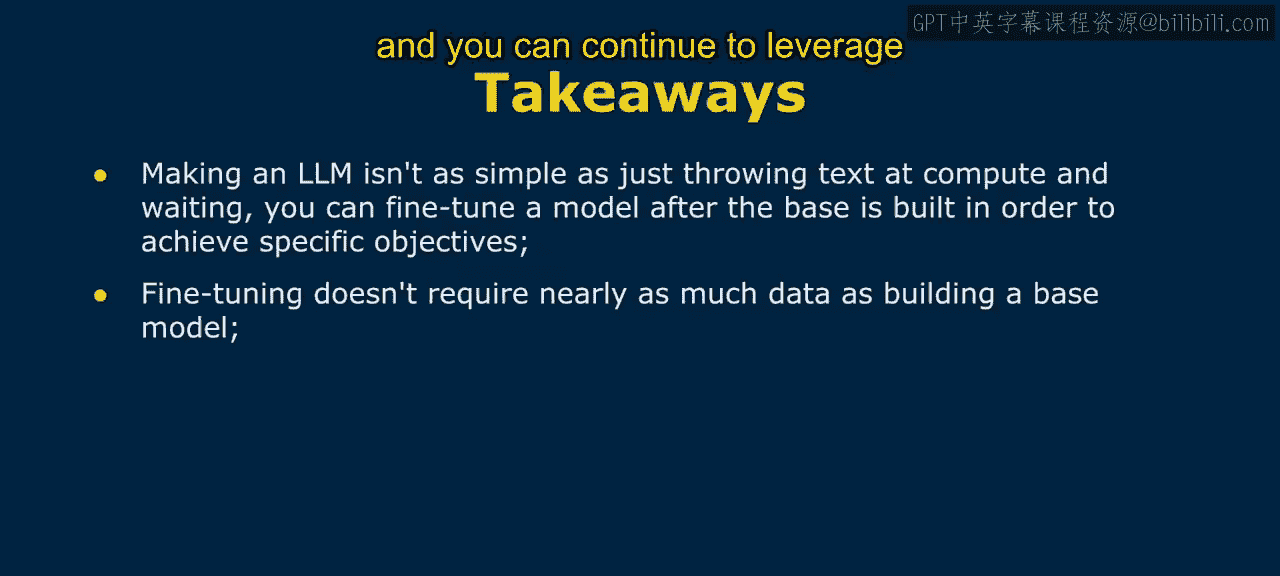 GPT中英字幕课程资源@bilibili.com
and you can continue to leverage
Takeaways
Making an LLM isn't as simple as just throwing text at compute and
waiting, you can fine-tune a model after the base is built in order to
achieve specific objectives;
Fine-tuning doesn't require nearly as much data as building a base
model;